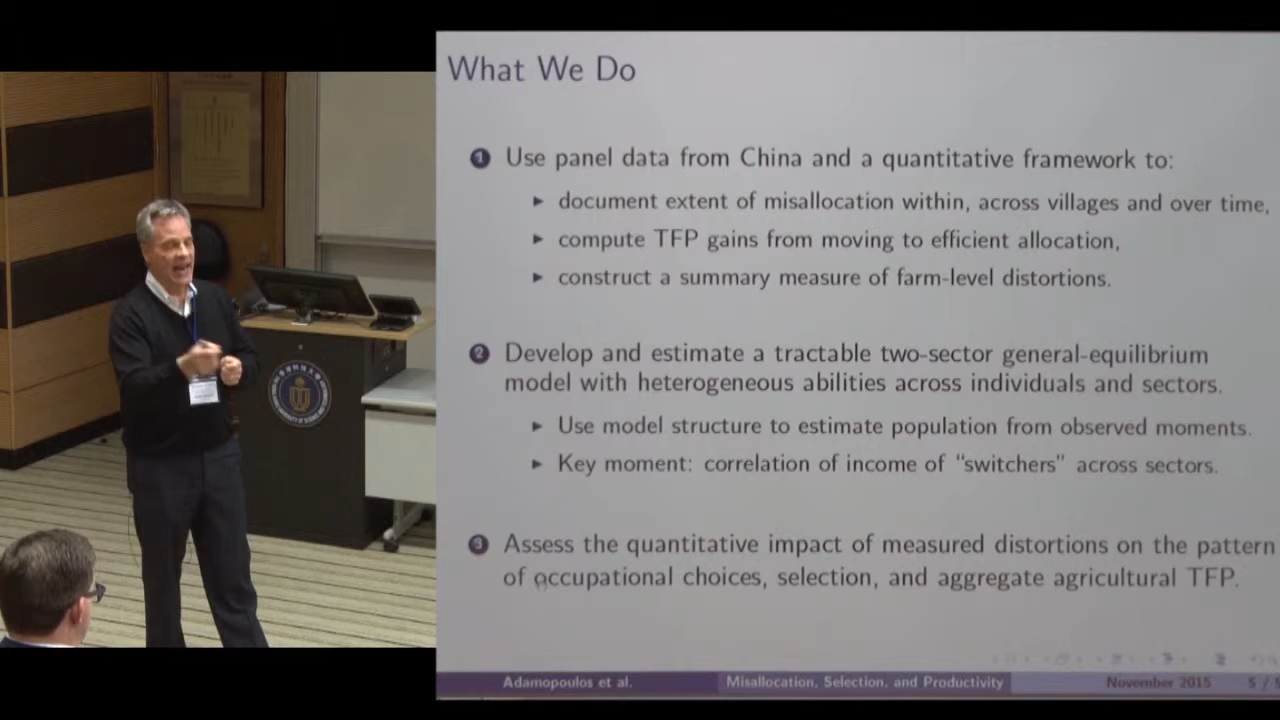 What We Do
1 Use panel data from China and a quantitative framework to:
▶ document extent of misallocation within, across villages and over time,
▶ compute TFP gains from moving to efficient allocation,
▶ construct a summary measure of farm-level distortions.
2 Develop and estimate a tractable two-sector general-equilibrium
model with heterogeneous abilities across individuals and sectors.
▶ Use model structure to estimate population from observed moments.
▶ Key moment: correlation of income of “switchers” across sectors.
3 Assess the quantitative impact of measured distortions on the pattern
of occupational choices, selection, and aggregate agricultural TFP.
Adamopoulos et al. Misallocation, Selection, and Productivity November 2015 5 /